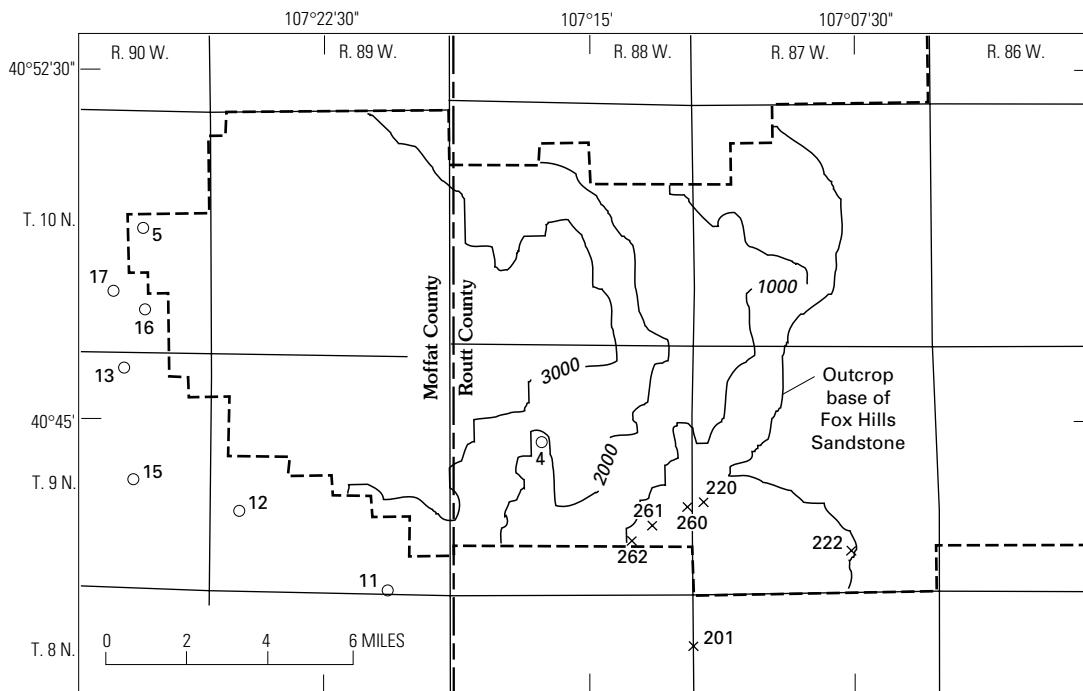 107°22'30"
107°15'
107°07'30"
R. 90 W.
R. 89 W.
R. 88 W.
R. 87 W.
R. 86 W.
40°52'30"
T. 10 N.
5
17
16
1000
13
Moffat County
Routt County
3000
Outcrop
base of
Fox Hills
Sandstone
40°45'
4
2000
T. 9 N.
15
12
220
261
260
262
222
11
0
2
4
6 MILES
201
T. 8 N.